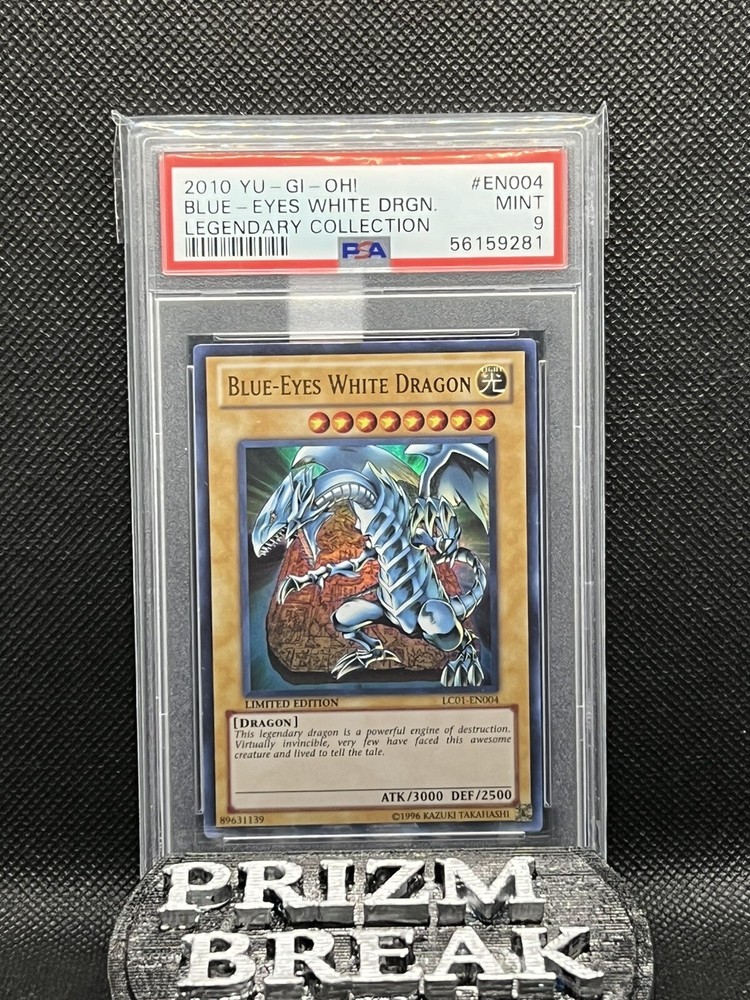 2010 YU-GI-OH! #EN004
BLUE-EYES WHITE DRGN. MINT
LEGENDARY COLLECTION 9
PSA 56159281
BLUE-EYES WHITE DRAGON
LIGHT
光
LIMITED EDITION LC01-EN004
[DRAGON]
This legendary dragon is a powerful engine of destruction.
Virtually invincible, very few have faced this awesome
creature and lived to tell the tale.
ATK/3000 DEF/2500
89631139 ©1996 KAZUKI TAKAHASHI
PRIZM
BREAK